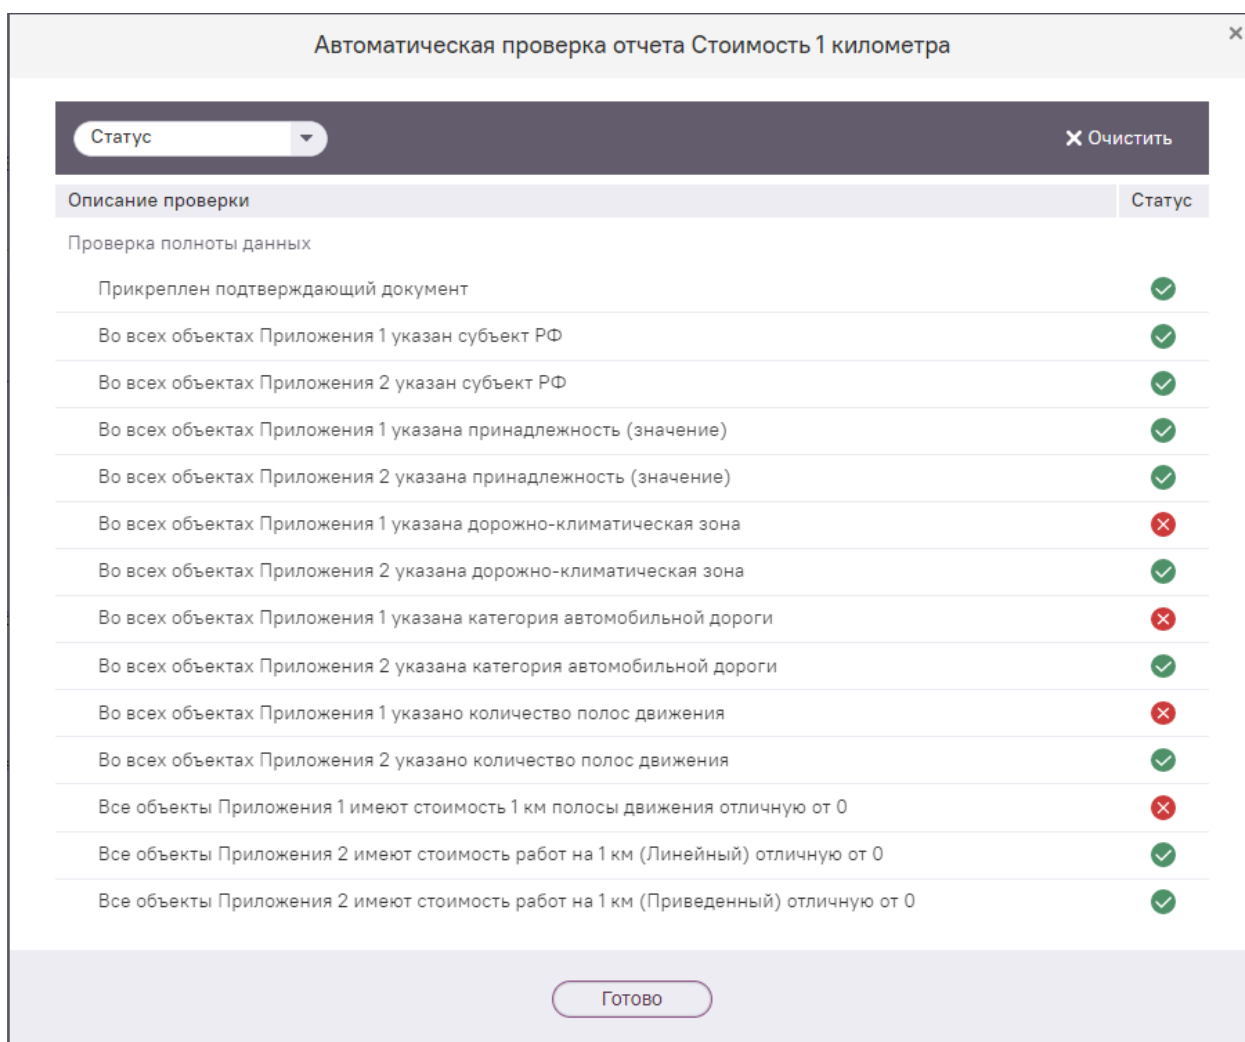 Автоматическая проверка отчета Стоимость 1 километра
Статус
Очистить
Описание проверки Статус
Проверка полноты данных
Прикреплен подтверждающий документ
Во всех объектах Приложения 1 указан субъект РФ
Во всех объектах Приложения 2 указан субъект РФ
Во всех объектах Приложения 1 указана принадлежность (значение)
Во всех объектах Приложения 2 указана принадлежность (значение)
Во всех объектах Приложения 1 указана дорожно-климатическая зона
Во всех объектах Приложения 2 указана дорожно-климатическая зона
Во всех объектах Приложения 1 указана категория автомобильной дороги
Во всех объектах Приложения 2 указана категория автомобильной дороги
Во всех объектах Приложения 1 указано количество полос движения
Во всех объектах Приложения 2 указано количество полос движения
Все объекты Приложения 1 имеют стоимость 1 км полосы движения отличную от 0
Все объекты Приложения 2 имеют стоимость работ на 1 км (Линейный) отличную от 0
Все объекты Приложения 2 имеют стоимость работ на 1 км (Приведенный) отличную от 0
Готово